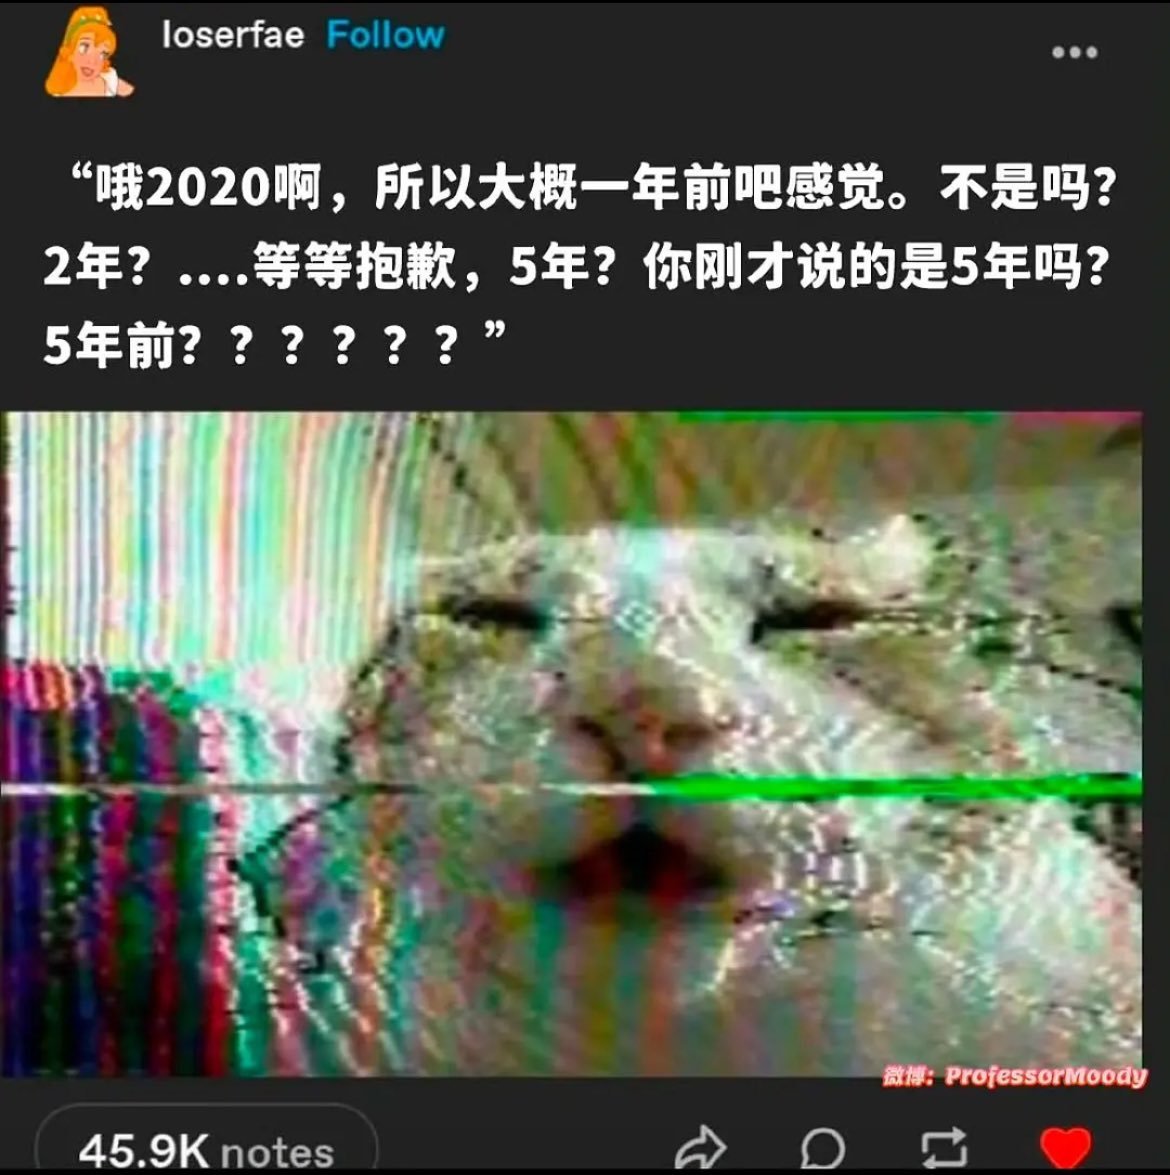 loserfae Follow
“哦2020啊，所以大概一年前吧感觉。不是吗？
2年？....等等抱歉，5年？你刚才说的是5年吗？
5年前？？？？？？”
微博：ProfessorMoody
45.9K notes